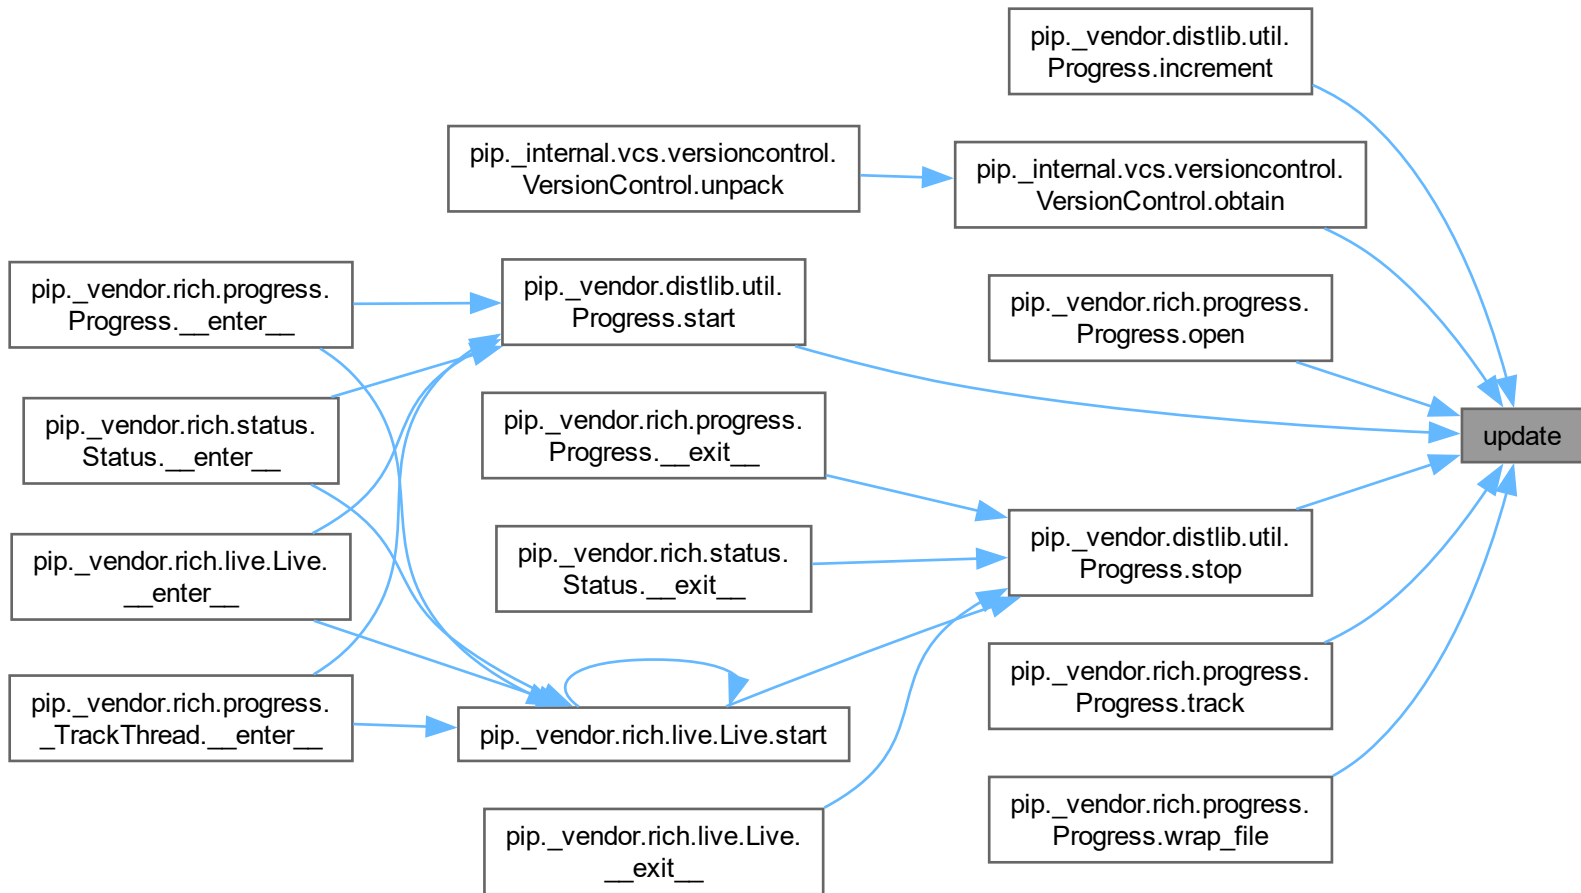 pip._vendor.distlib.util.
Progress.increment
pip._internal.vcs.versioncontrol.
VersionControl.unpack
pip._internal.vcs.versioncontrol.
VersionControl.obtain
pip._vendor.rich.progress.
Progress.__enter__
pip._vendor.distlib.util.
Progress.start
pip._vendor.rich.progress.
Progress.open
pip._vendor.rich.status.
Status.__enter__
pip._vendor.rich.progress.
Progress.__exit__
update
pip._vendor.rich.live.Live.
__enter__
pip._vendor.rich.status.
Status.__exit__
pip._vendor.distlib.util.
Progress.stop
pip._vendor.rich.progress.
_TrackThread.__enter__
pip._vendor.rich.live.Live.start
pip._vendor.rich.progress.
Progress.track
pip._vendor.rich.live.Live.
__exit__
pip._vendor.rich.progress.
Progress.wrap_file